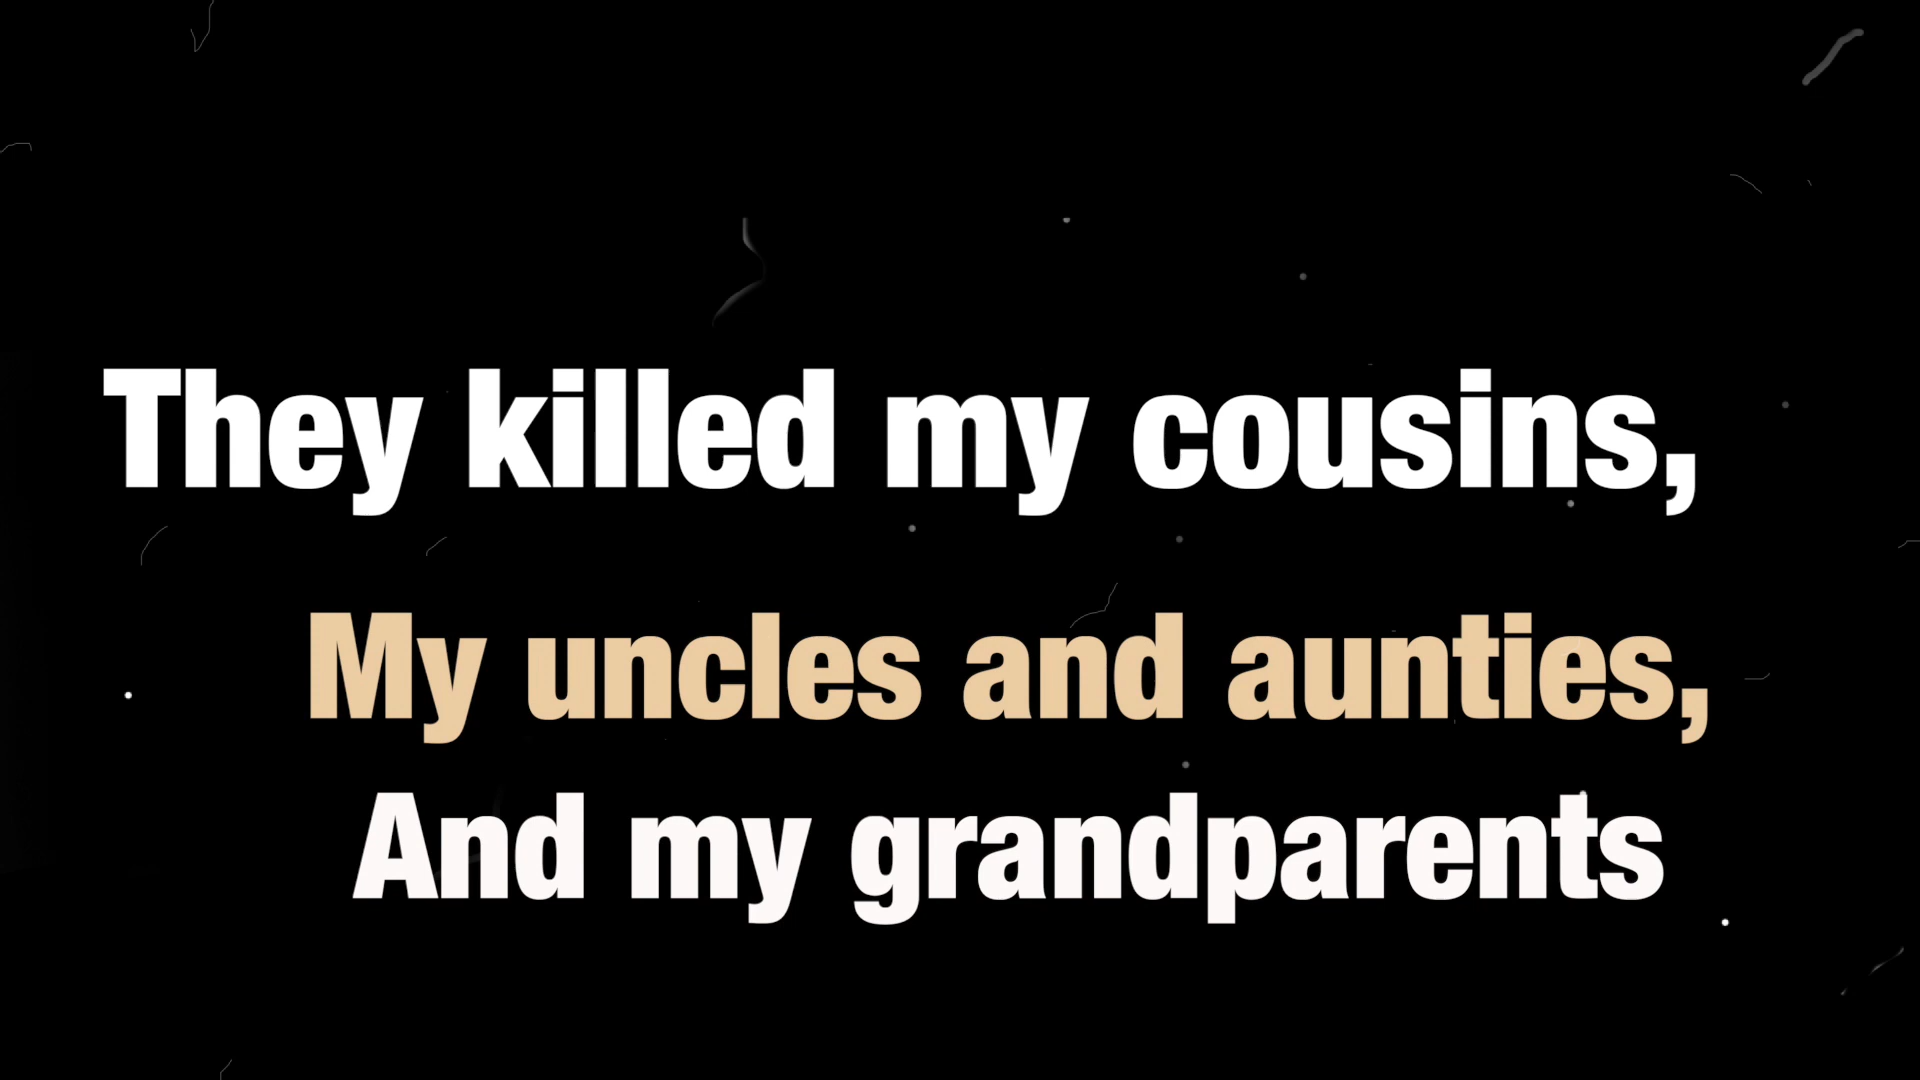 They killed my cousins,
My uncles and aunties,
And my grandparents